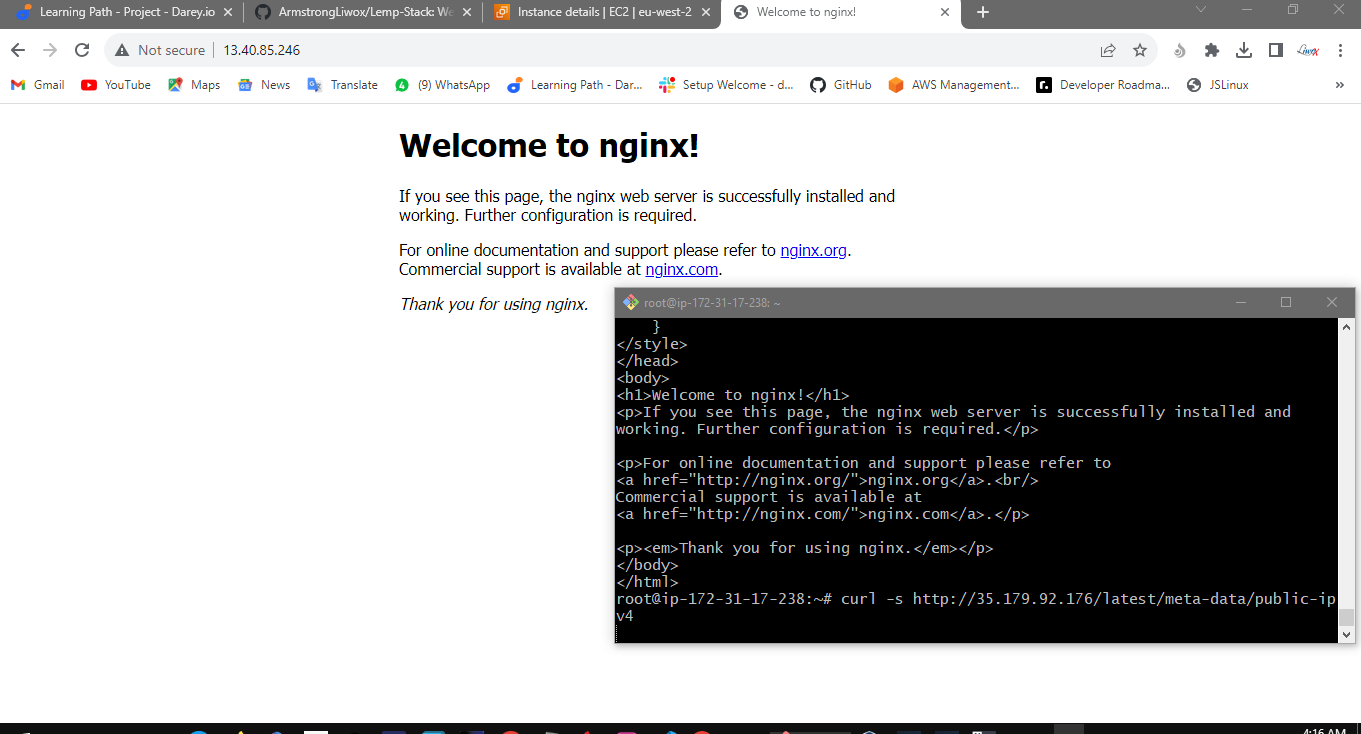 Learning Path - Project - Darey.io
ArmstrongLiwox/Lemp-Stack: We
Instance details | EC2 | eu-west-2
Welcome to nginx!
Not secure
13.40.85.246
Gmail
YouTube
Maps
News
Translate
(9) WhatsApp
Learning Path - Dar...
Setup Welcome - d...
GitHub
AWS Management...
Developer Roadma...
JSLinux
»
Welcome to nginx!
If you see this page, the nginx web server is successfully installed and
working. Further configuration is required.
For online documentation and support please refer to nginx.org.
Commercial support is available at nginx.com.
Thank you for using nginx.
root@ip-172-31-17-238: ~
}
</style>
</head>
<body>
<h1>Welcome to nginx!</h1>
<p>If you see this page, the nginx web server is successfully installed and
working. Further configuration is required.</p>
<p>For online documentation and support please refer to
<a href="http://nginx.org/">nginx.org</a>.<br/>
Commercial support is available at
<a href="http://nginx.com/">nginx.com</a>.</p>
<p><em>Thank you for using nginx.</em></p>
</body>
</html>
root@ip-172-31-17-238:~# curl -s http://35.179.92.176/latest/meta-data/public-ip
v4
4:16 AM